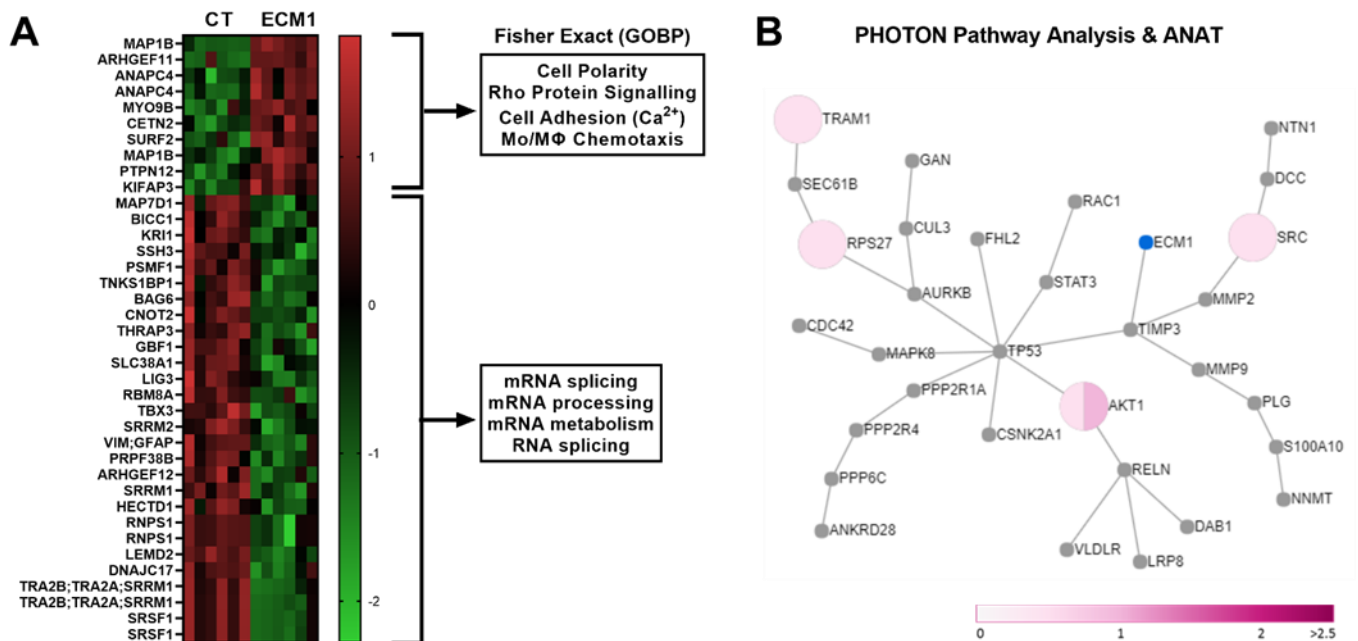 A
CT ECM1
MAP1B
ARHGEF11
ANAPC4
ANAPC4
MYO9B
CETN2
SURF2
MAP1B
PTPN12
KIFAP3
MAP7D1
BICC1
KRI1
SSH3
PSMF1
TNKS1BP1
BAG6
CNOT2
THRAP3
GBF1
SLC38A1
LIG3
RBM8A
TBX3
SRRM2
VIM;GFAP
PRPF38B
ARHGEF12
SRRM1
HECTD1
RNPS1
RNPS1
LEMD2
DNAJC17
TRA2B;TRA2A;SRRM1
TRA2B;TRA2A;SRRM1
SRSF1
SRSF1
1
0
-1
-2
Fisher Exact (GOBP)
Cell Polarity
Rho Protein Signalling
Cell Adhesion (Ca²⁺)
Mo/MΦ Chemotaxis
mRNA splicing
mRNA processing
mRNA metabolism
RNA splicing
B
PHOTON Pathway Analysis & ANAT
TRAM1
NTN1
GAN
SEC61B
DCC
RAC1
CUL3
RPS27
FHL2
ECM1
SRC
STAT3
AURKB
MMP2
CDC42
TIMP3
MAPK8
TP53
MMP9
PPP2R1A
AKT1
PLG
PPP2R4
CSNK2A1
S100A10
RELN
PPP6C
NNMT
ANKRD28
DAB1
VLDLR
LRP8
0 1 2 >2.5